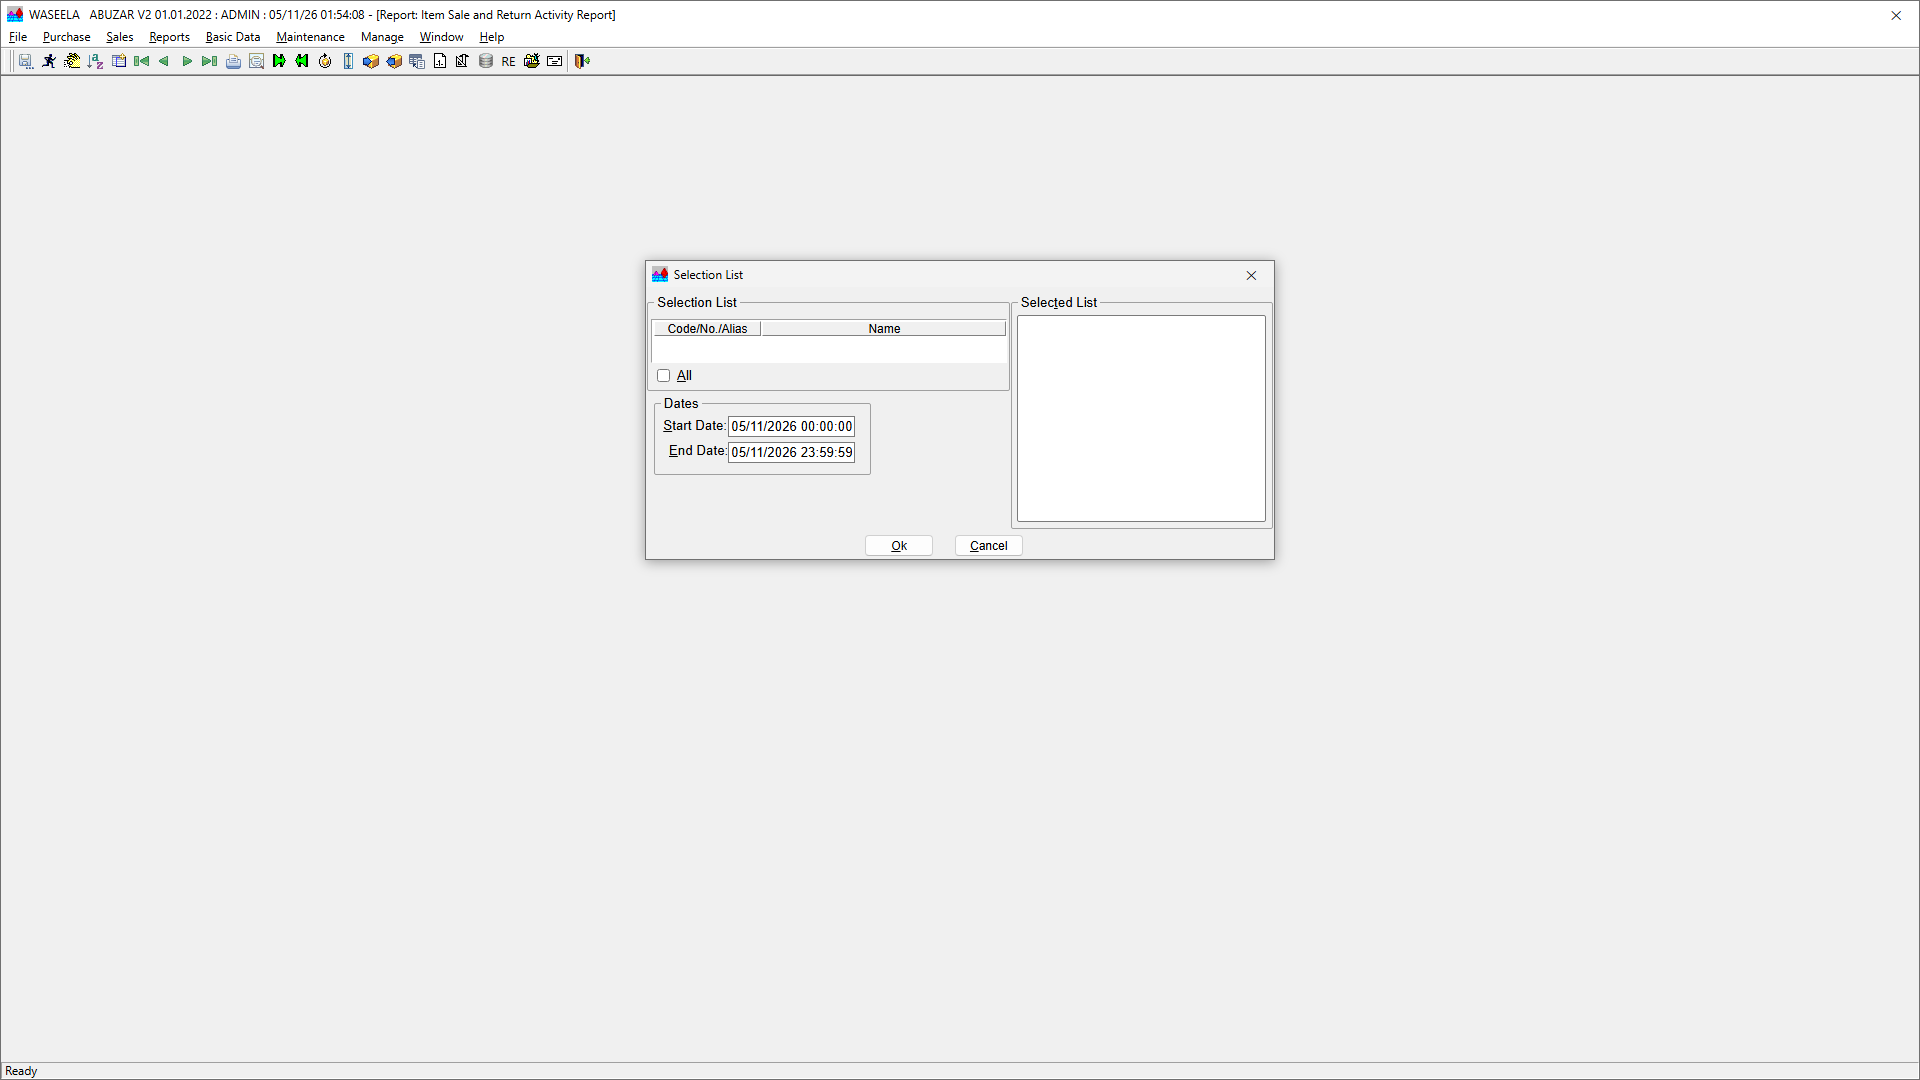 WASEELA   ABUZAR V2 01.01.2022 : ADMIN : 05/11/26 01:54:08 - [Report: Item Sale and Return Activity Report]
File Purchase Sales Reports Basic Data Maintenance Manage Window Help
RE
Selection List
Selection List
Code/No./Alias Name
All
Dates
Start Date: 05/11/2026 00:00:00
End Date: 05/11/2026 23:59:59
Selected List
Ok Cancel
Ready